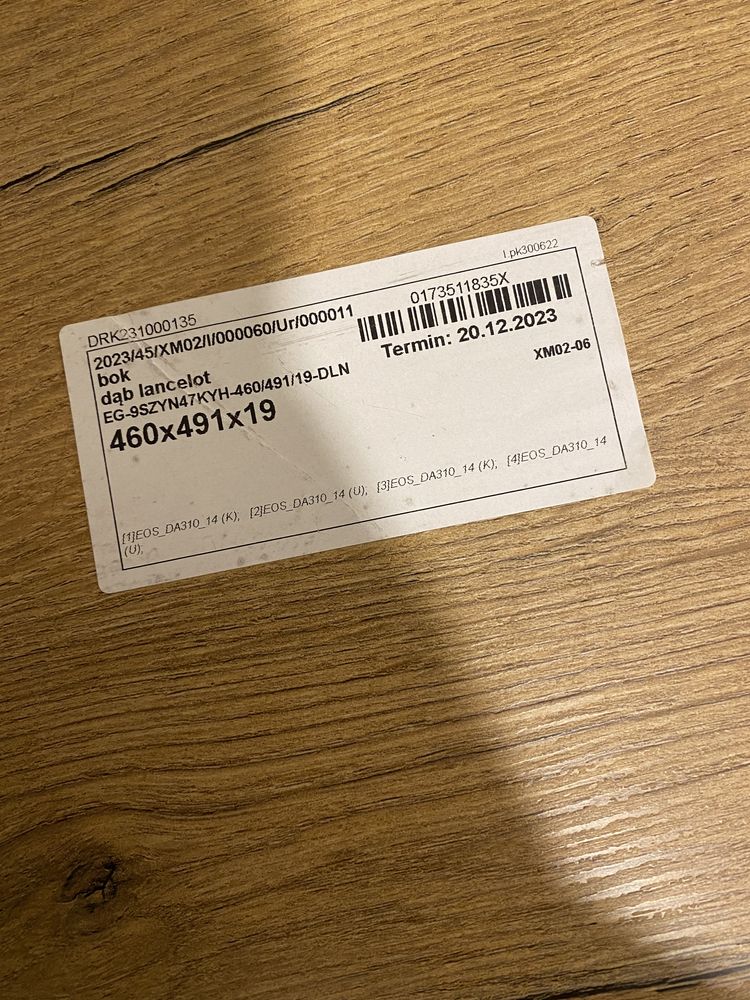 l.pk300622
DRK231000135
0173511835X
2023/45/XM02/I/000060/Ur/000011
Termin: 20.12.2023
bok
XM02-06
dąb lancelot
EG-9SZYN47KYH-460/491/19-DLN
460x491x19
[1]EOS_DA310_14 (K); [2]EOS_DA310_14 (U); [3]EOS_DA310_14 (K); [4]EOS_DA310_14
(U);